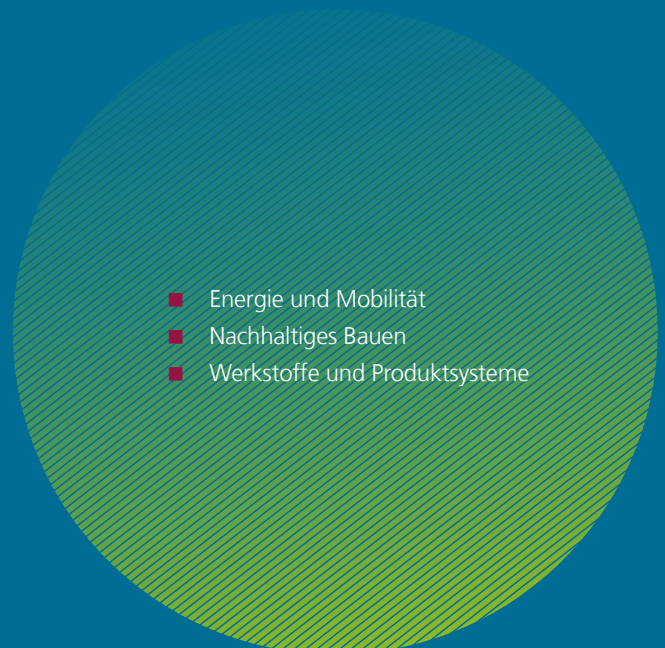 Energie und Mobilität
Nachhaltiges Bauen
Werkstoffe und Produktsysteme